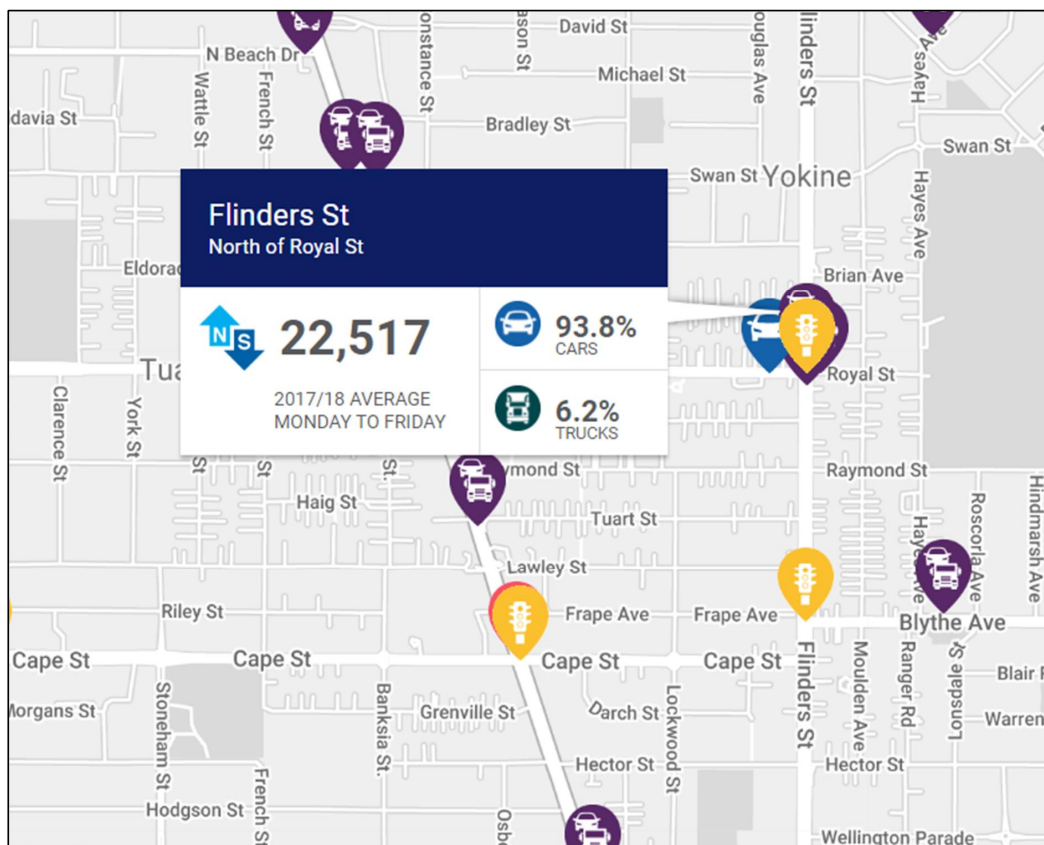 David St
N Beach Dr
onstance St
ason St
ouglas Ave
Flinders St
Hayes Ave
Wattle St
French St
Michael St
davia St
Bradley St
Swan St
Swan St
Yokine
Hayes Ave
Flinders St
North of Royal St
Eldorad
Brian Ave
N
S
22,517
93.8%
CARS
2017/18 AVERAGE
MONDAY TO FRIDAY
6.2%
TRUCKS
Tua
Royal St
Clarence St
York St
St
St
St.
ymond St
Raymond St
Haig St
Tuart St
Roscorla Ave
Hindmarsh Ave
Lawley St
Riley St
Frape Ave
Frape Ave
Blythe Ave
Cape St
Cape St
Cape St
Cape St
Flinders St
Moulden Ave
Ranger Rd
Lonsdale St
Blair
Morgans St
Stoneham St
Banksia St.
Grenville St
Darch St
Lockwood St
Warren
Hector St
Hector St
French St
Hodgson St
Osbo
Wellington Parade